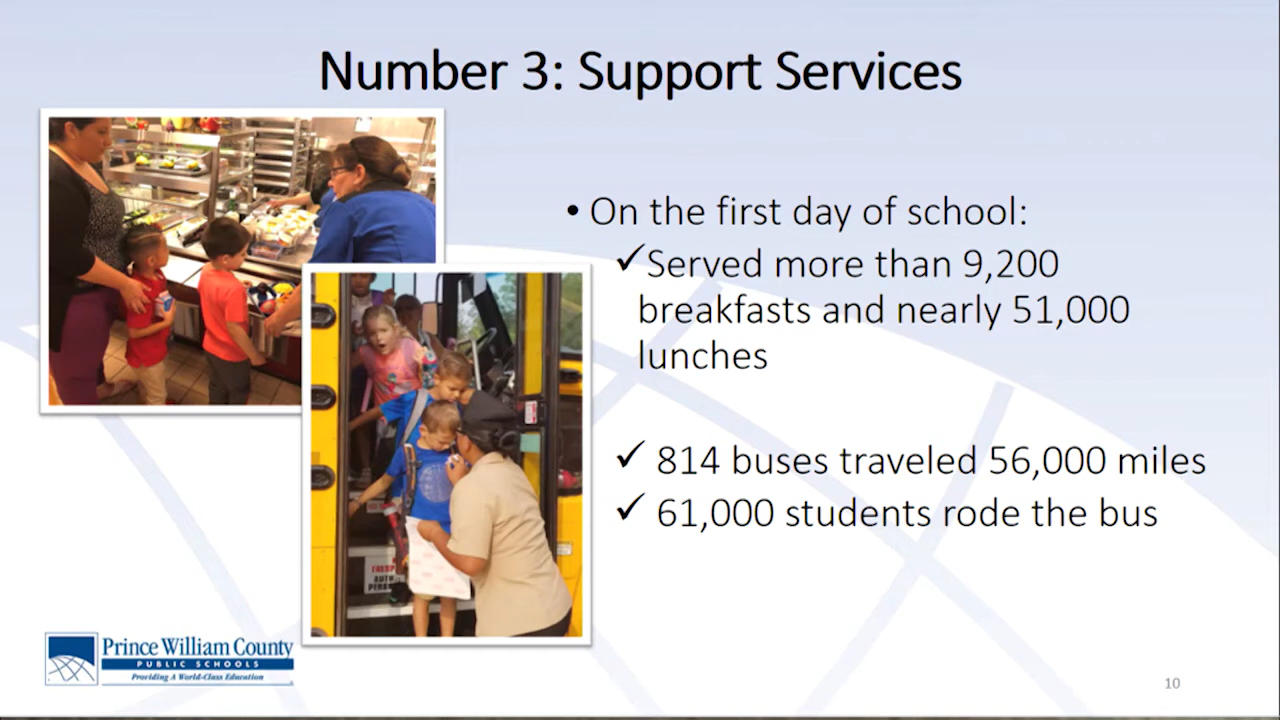 Number 3: Support Services
• On the first day of school:
✓Served more than 9,200
breakfasts and nearly 51,000
lunches
✓ 814 buses traveled 56,000 miles
✓ 61,000 students rode the bus
AUTH
Prince William County
PUBLIC SCHOOLS
Providing A World-Class Education
10